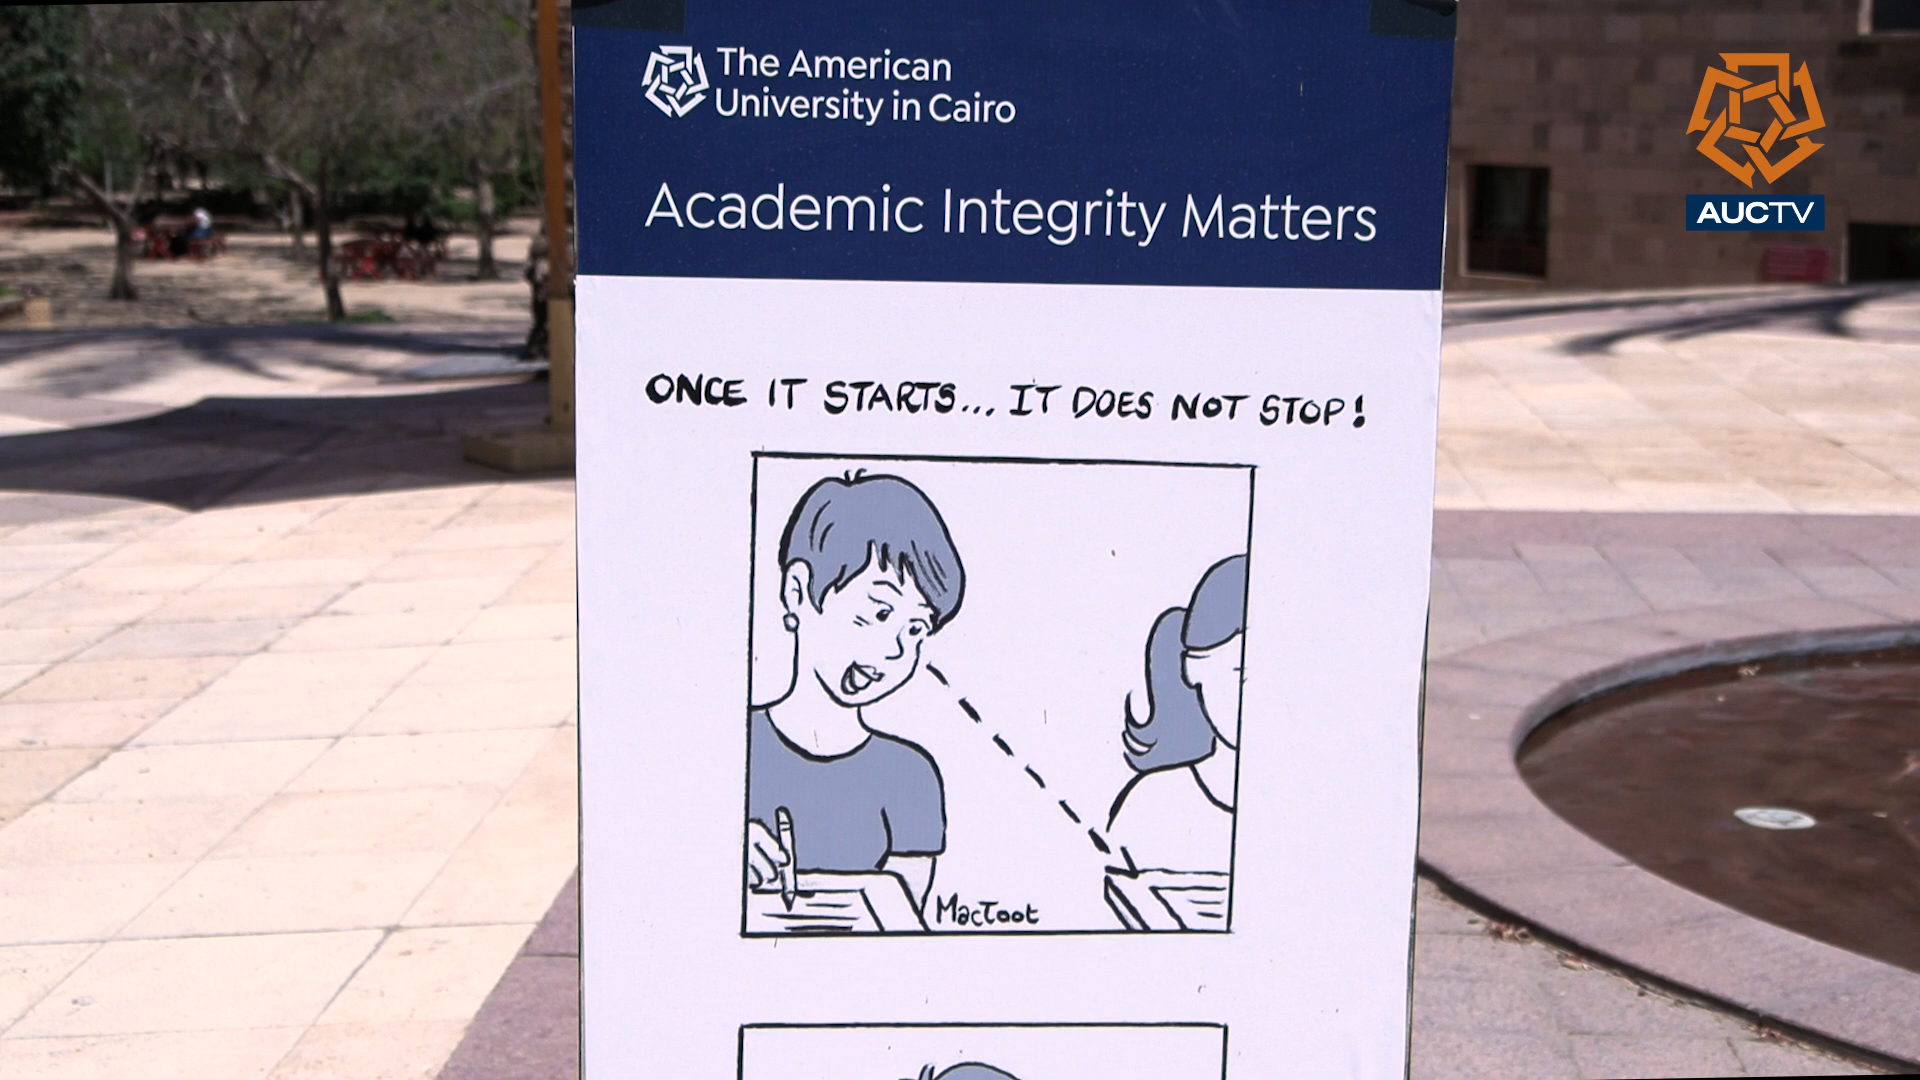 The American
University in Cairo
Academic Integrity Matters
AUCTV
ONCE IT STARTS... IT DOES NOT STOP!
MacToot